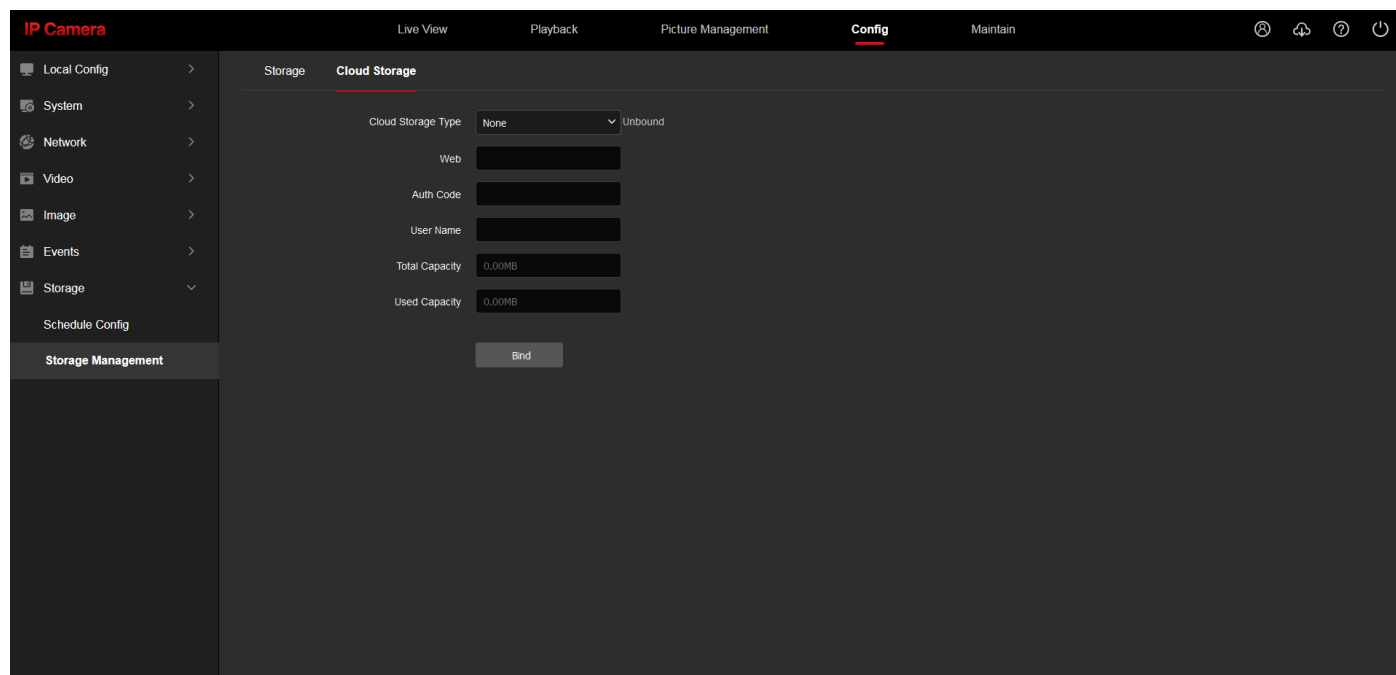 IP Camera
Live View
Playback
Picture Management
Config
Maintain
Local Config
System
Network
Video
Image
Events
Storage
Schedule Config
Storage Management
Storage
Cloud Storage
Cloud Storage Type None Unbound
Web
Auth Code
User Name
Total Capacity 0.00MB
Used Capacity 0.00MB
Bind